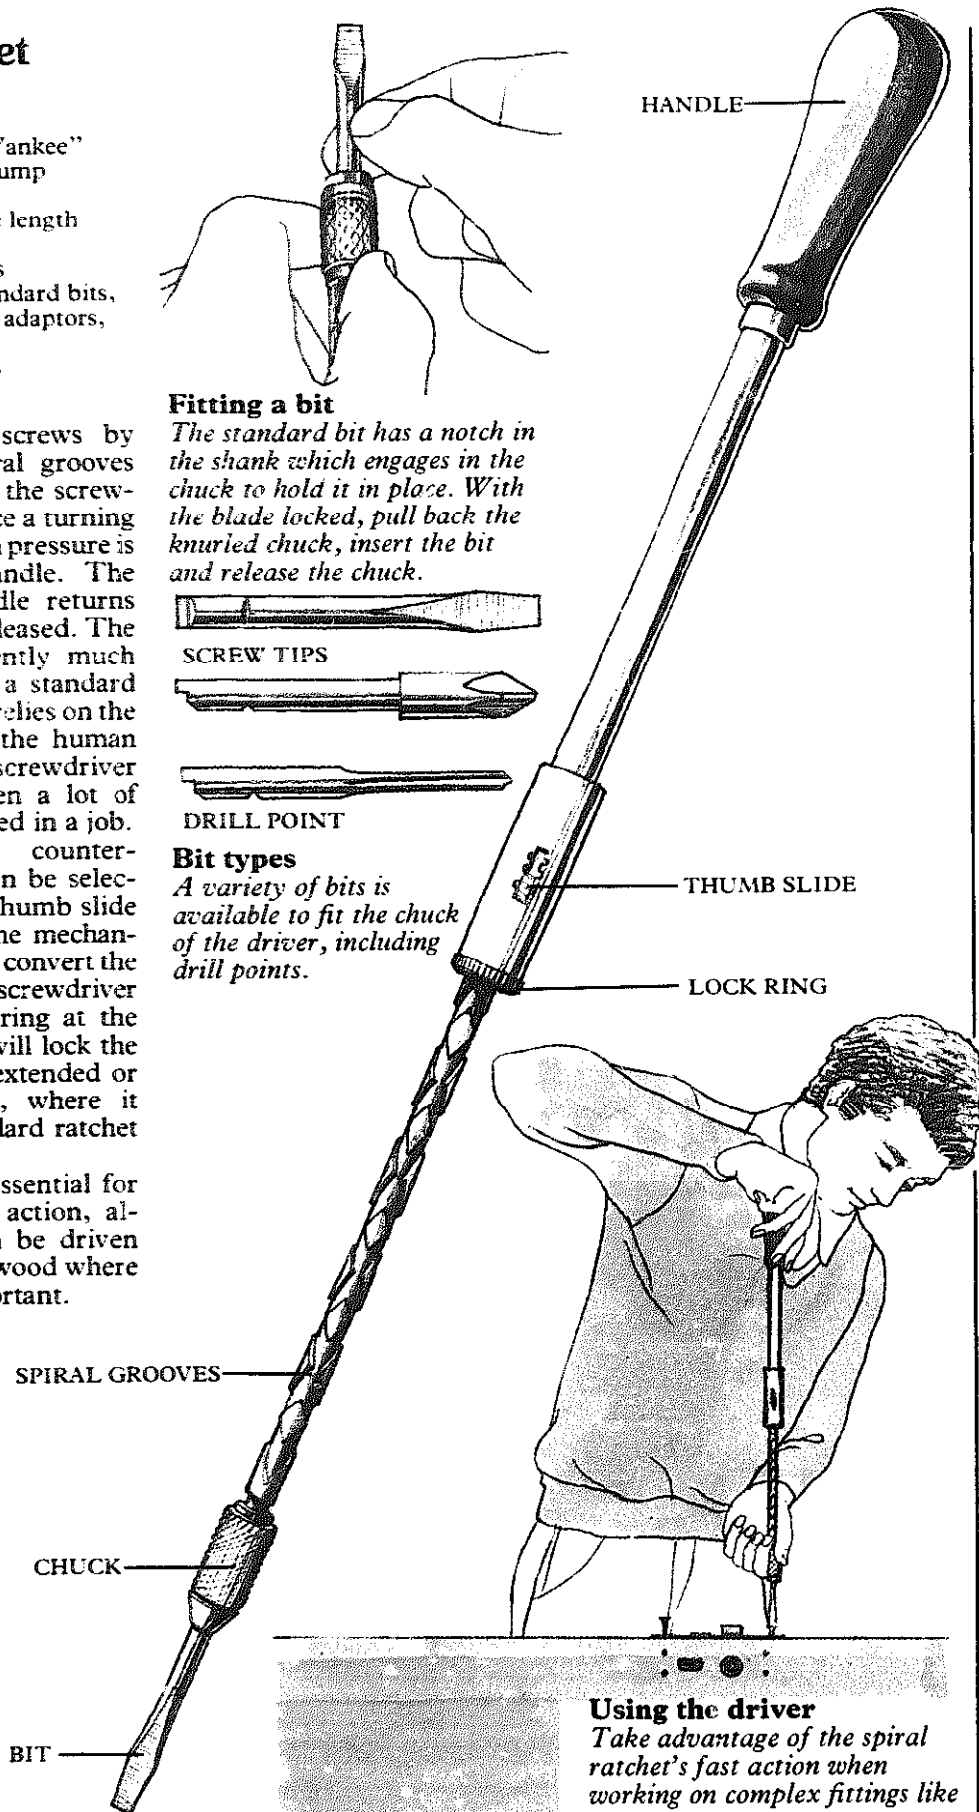 et
Yankee"
ump
length
s
ndard bits,
adaptors,
screws by
ral grooves
the screw-
ce a turning
pressure is
andle. The
dle returns
leased. The
ently much
a standard
relies on the
the human
screwdriver
en a lot of
ed in a job.
counter-
n be selec-
humb slide
ne mechan-
convert the
screwdriver
ring at the
will lock the
extended or
, where it
dard ratchet
ssential for
action, al-
n be driven
wood where
ortant.
Fitting a bit
The standard bit has a notch in
the shank which engages in the
chuck to hold it in place. With
the blade locked, pull back the
knurled chuck, insert the bit
and release the chuck.
SCREW TIPS
DRILL POINT
Bit types
A variety of bits is
available to fit the chuck
of the driver, including
drill points.
HANDLE
THUMB SLIDE
LOCK RING
SPIRAL GROOVES
CHUCK
BIT
Using the driver
Take advantage of the spiral
ratchet's fast action when
working on complex fittings like